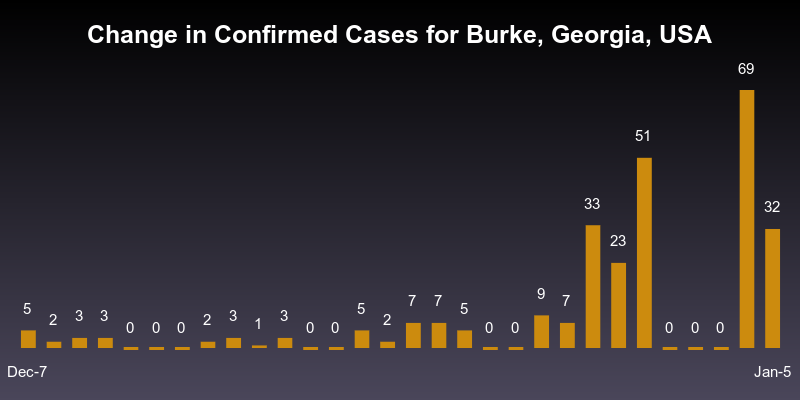 Change in Confirmed Cases for Burke, Georgia, USA
5 2 3 3 0 0 0 2 3 1 3 0 0 5 2 7 7 5 0 0 9 7 33 23 51 0 0 0 69 32
Dec-7 Jan-5